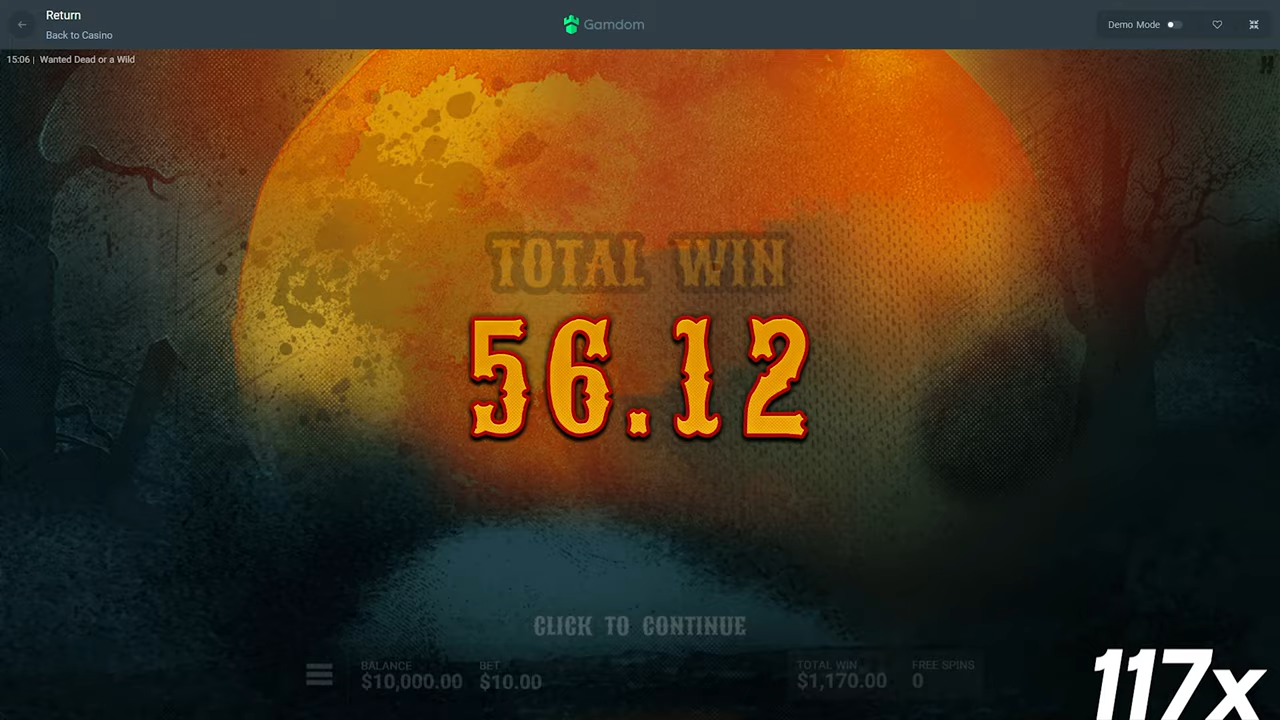 Return
Back to Casino
Gamdom
Demo Mode
15:06 | Wanted Dead or a Wild
TOTAL WIN
56.12
CLICK TO CONTINUE
BALANCE
$10,000.00
BET
$10.00
TOTAL WIN
$1,170.00
FREE SPINS
0
117x